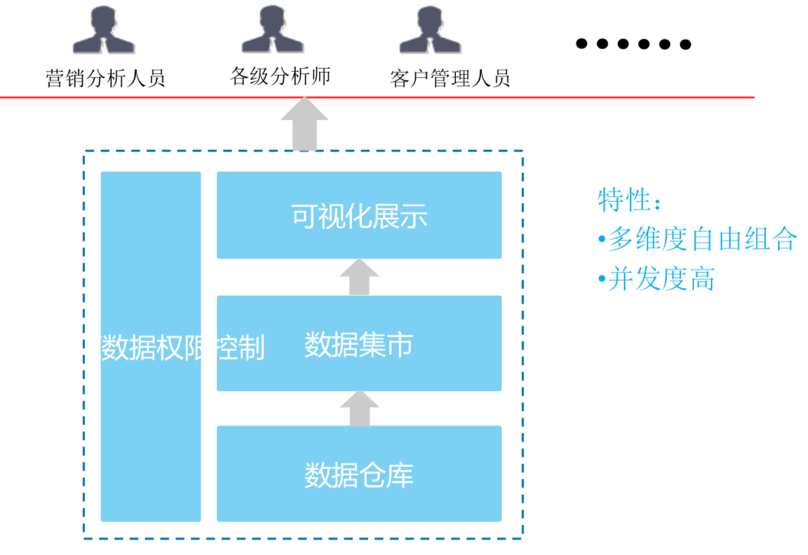 营销分析人员
各级分析师
客户管理人员
可视化展示
特性：
•多维度自由组合
•并发度高
数据权限控制
数据集市
数据仓库